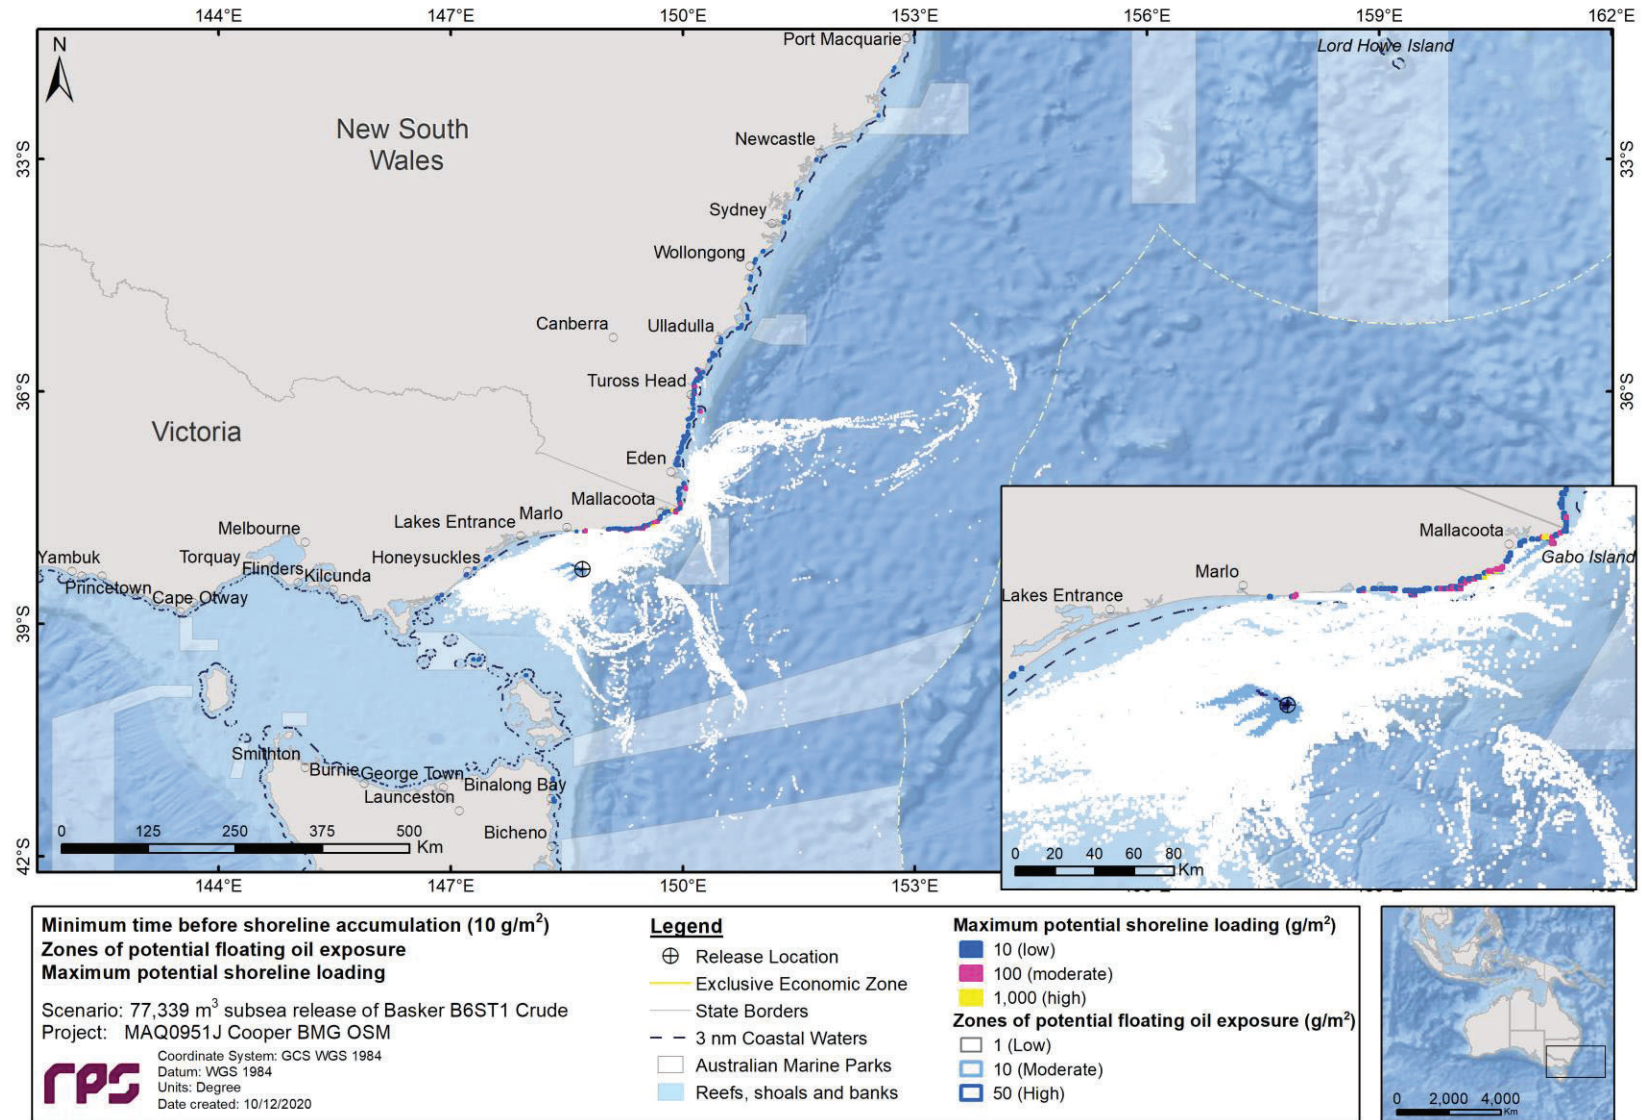 144°E 147°E 150°E 153°E 156°E 159°E 162°E
N
Port Macquarie
Lord Howe Island
New South
Wales
Newcastle
33°S
33°S
Sydney
Wollongong
Canberra
Ulladulla
Tuross Head
36°S
36°S
Victoria
Eden
Mallacoota
Marlo
Lakes Entrance
Melbourne
Honeysuckles
Yambuk
Torquay
Flinders
Kilcunda
Princetown
Cape Otway
39°S
Smithton
Burnie
George Town
Binalong Bay
Launceston
Bicheno
0 125 250 375 500
Km
42°S
144°E 147°E 150°E 153°E
Mallacoota
Gabo Island
Marlo
Lakes Entrance
0 20 40 60 80
Km
Minimum time before shoreline accumulation (10 g/m²)
Zones of potential floating oil exposure
Maximum potential shoreline loading
Scenario: 77,339 m³ subsea release of Basker B6ST1 Crude
Project: MAQ0951J Cooper BMG OSM
rps
Coordinate System: GCS WGS 1984
Datum: WGS 1984
Units: Degree
Date created: 10/12/2020
Legend
Release Location
Exclusive Economic Zone
State Borders
3 nm Coastal Waters
Australian Marine Parks
Reefs, shoals and banks
Maximum potential shoreline loading (g/m²)
10 (low)
100 (moderate)
1,000 (high)
Zones of potential floating oil exposure (g/m²)
1 (Low)
10 (Moderate)
50 (High)
0 2,000 4,000
Km